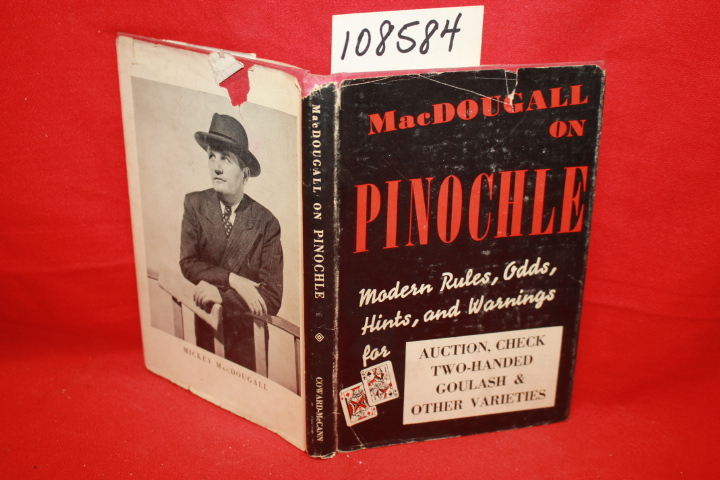 108584
MacDOUGALL
ON
PINOCHLE
Modern Rules, Odds,
Hints, and Warnings
for
AUCTION, CHECK
TWO-HANDED
GOULASH &
OTHER VARIETIES
MacDOUGALL ON PINOCHLE
COWARD-McCANN
MICKEY MacDOUGALL